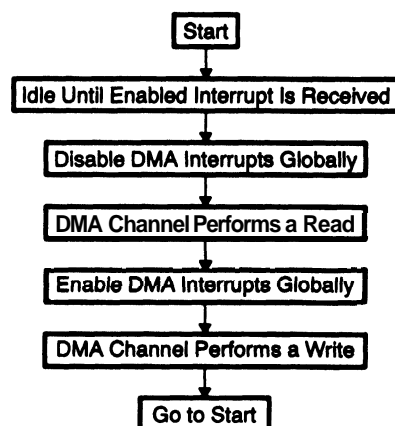 Start
Idle Until Enabled Interrupt Is Received
Disable DMA Interrupts Globally
DMA Channel Performs a Read
Enable DMA Interrupts Globally
DMA Channel Performs a Write
Go to Start